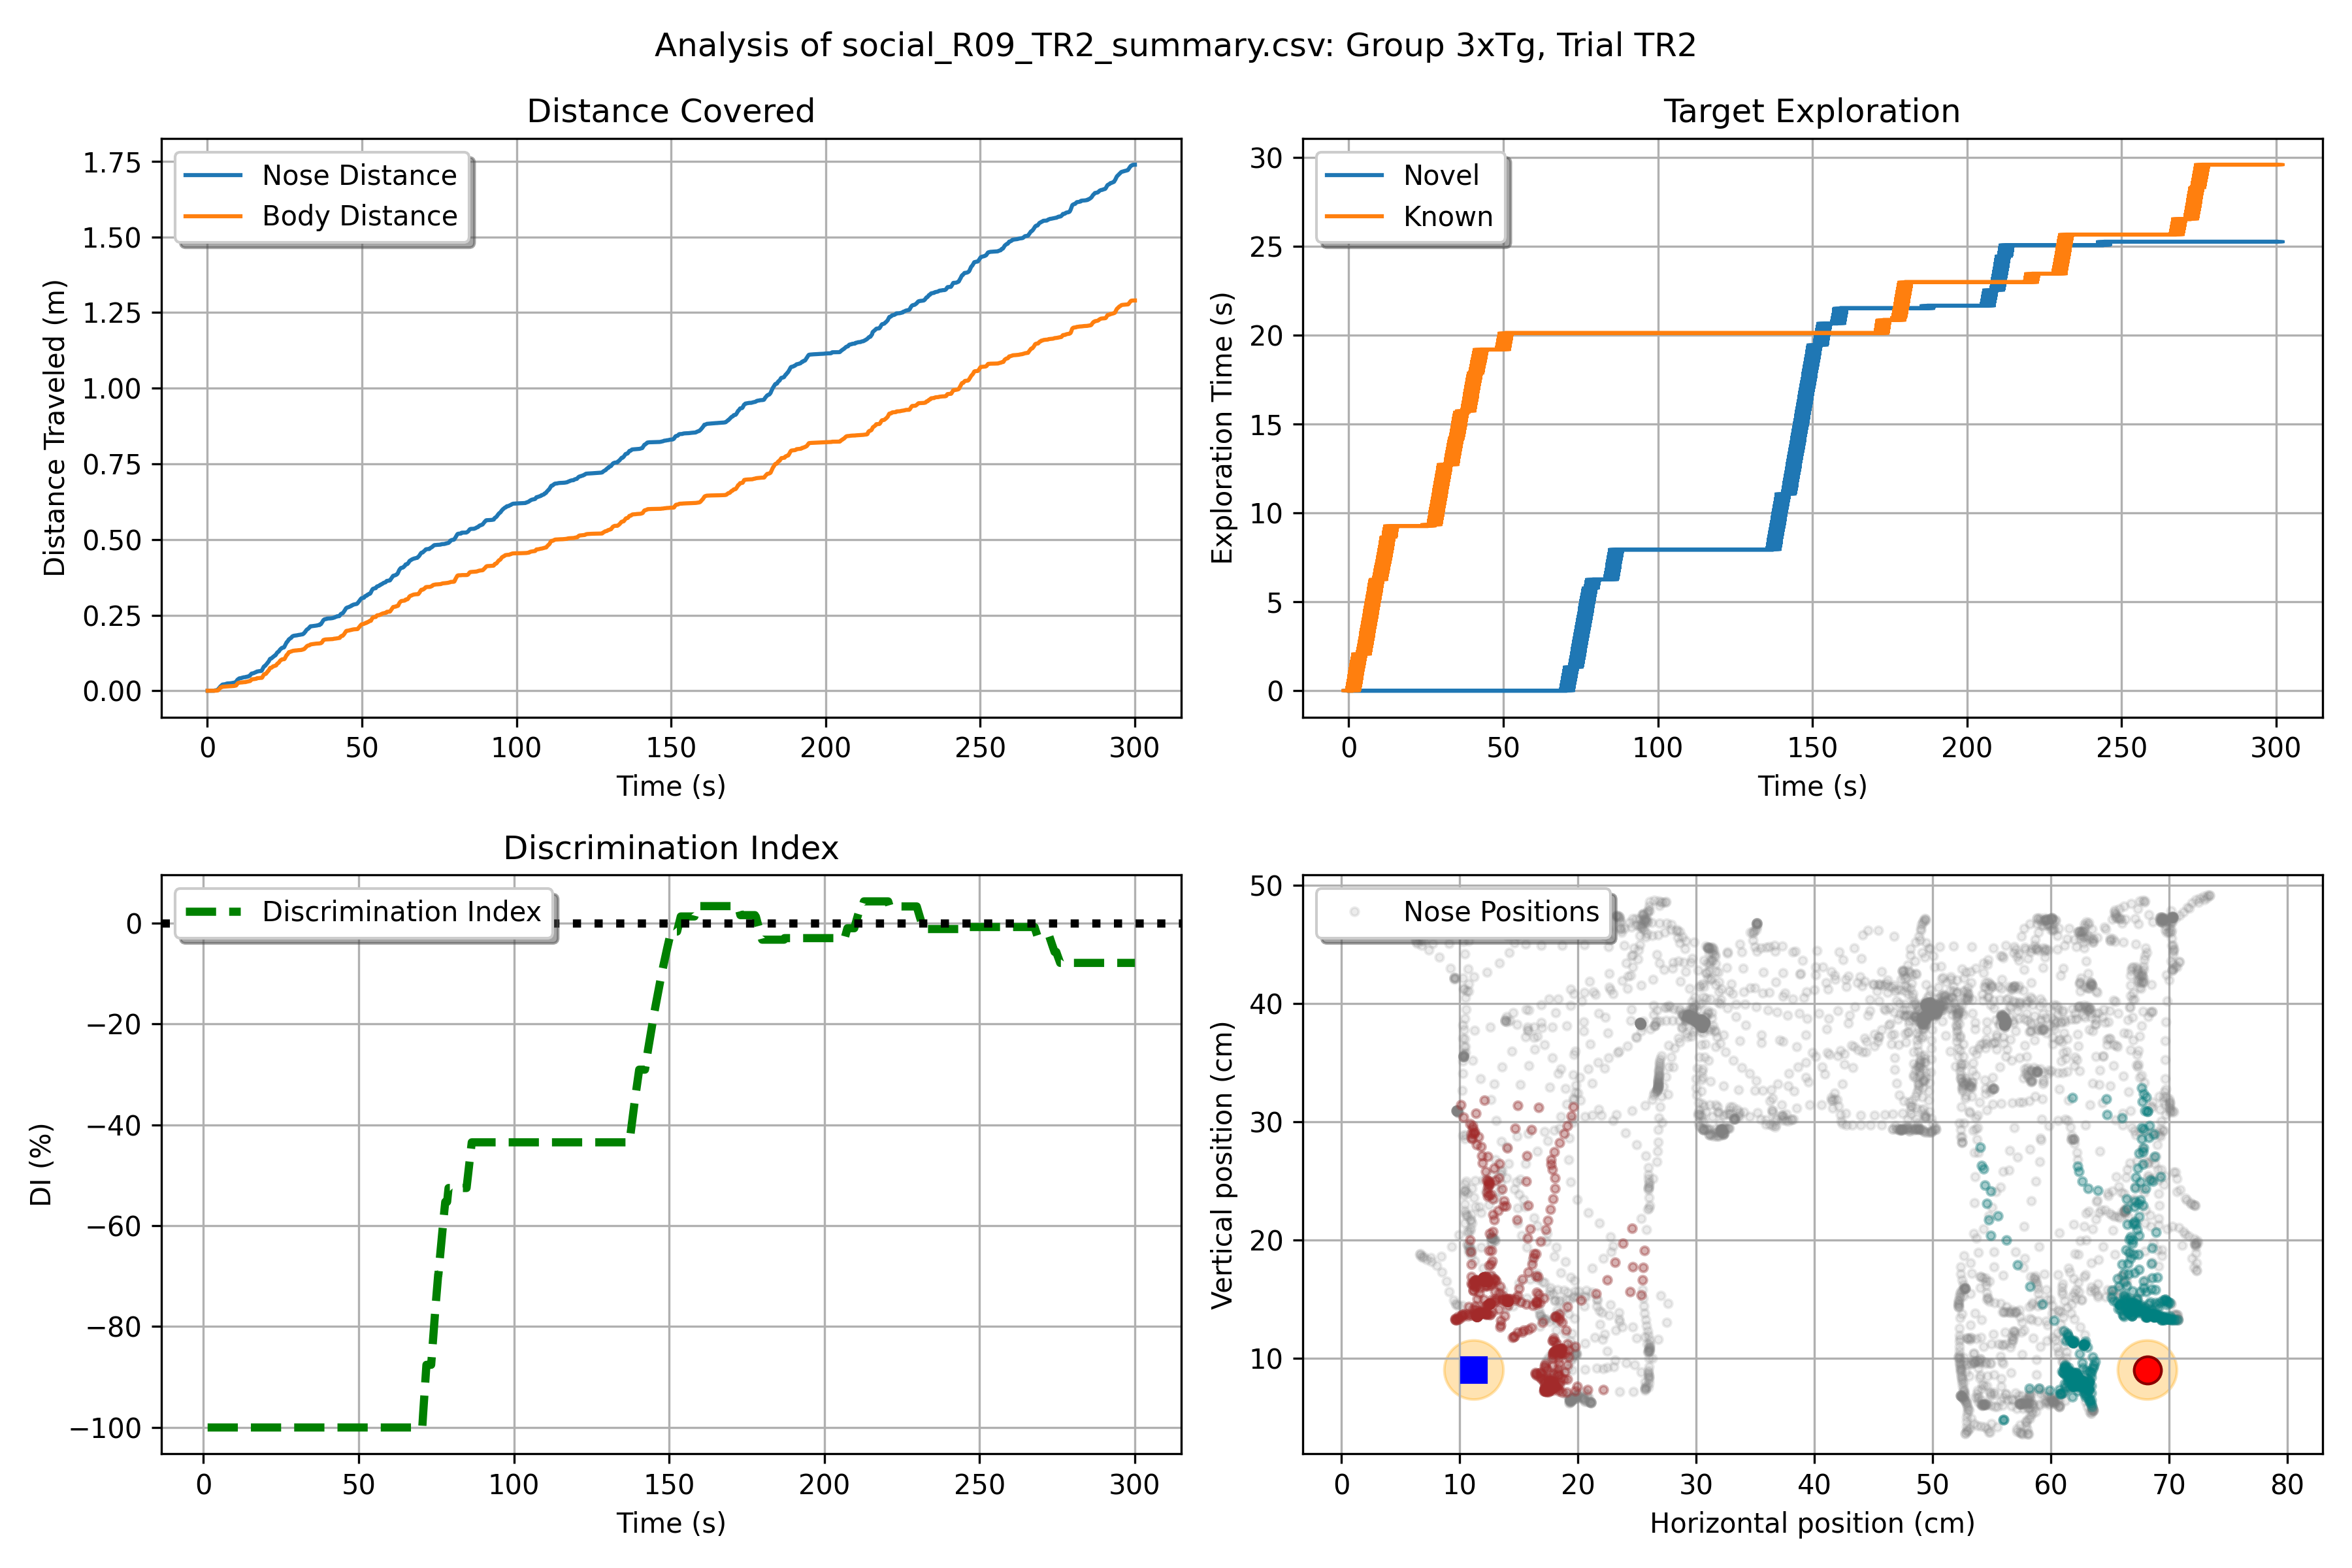 Analysis of social_R09_TR2_summary.csv: Group 3xTg, Trial TR2
Distance Covered
Nose Distance
Body Distance
Distance Traveled (m)
1.75
1.50
1.25
1.00
0.75
0.50
0.25
0.00
0 50 100 150 200 250 300
Time (s)
Target Exploration
Novel
Known
Exploration Time (s)
30
25
20
15
10
5
0
0 50 100 150 200 250 300
Time (s)
Discrimination Index
Discrimination Index
DI (%)
0
−20
−40
−60
−80
−100
0 50 100 150 200 250 300
Time (s)
Nose Positions
Vertical position (cm)
50
40
30
20
10
0 10 20 30 40 50 60 70 80
Horizontal position (cm)